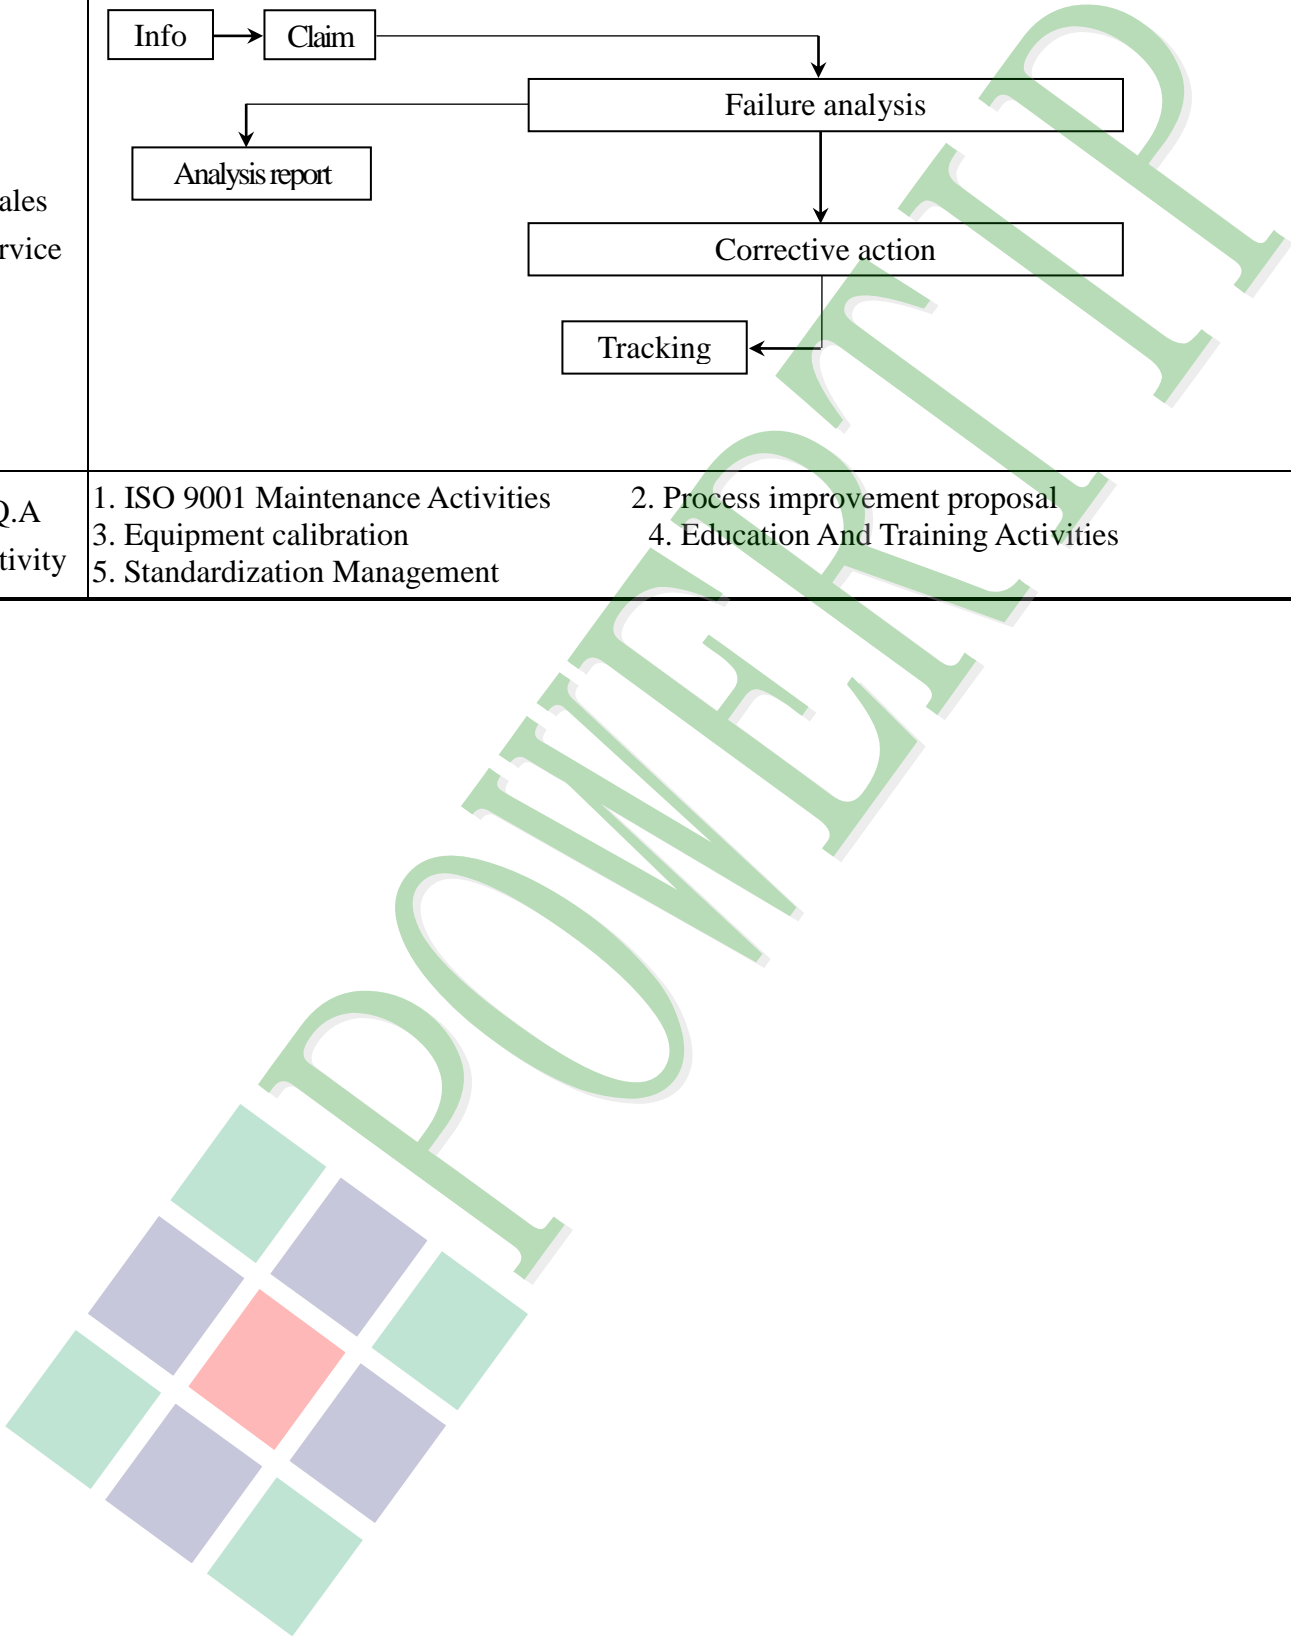 Info Claim
Failure analysis
Analysis report
ales
rvice
Corrective action
Tracking
Q.A
tivity
1. ISO 9001 Maintenance Activities 2. Process improvement proposal
3. Equipment calibration 4. Education And Training Activities
5. Standardization Management
POWERTIP